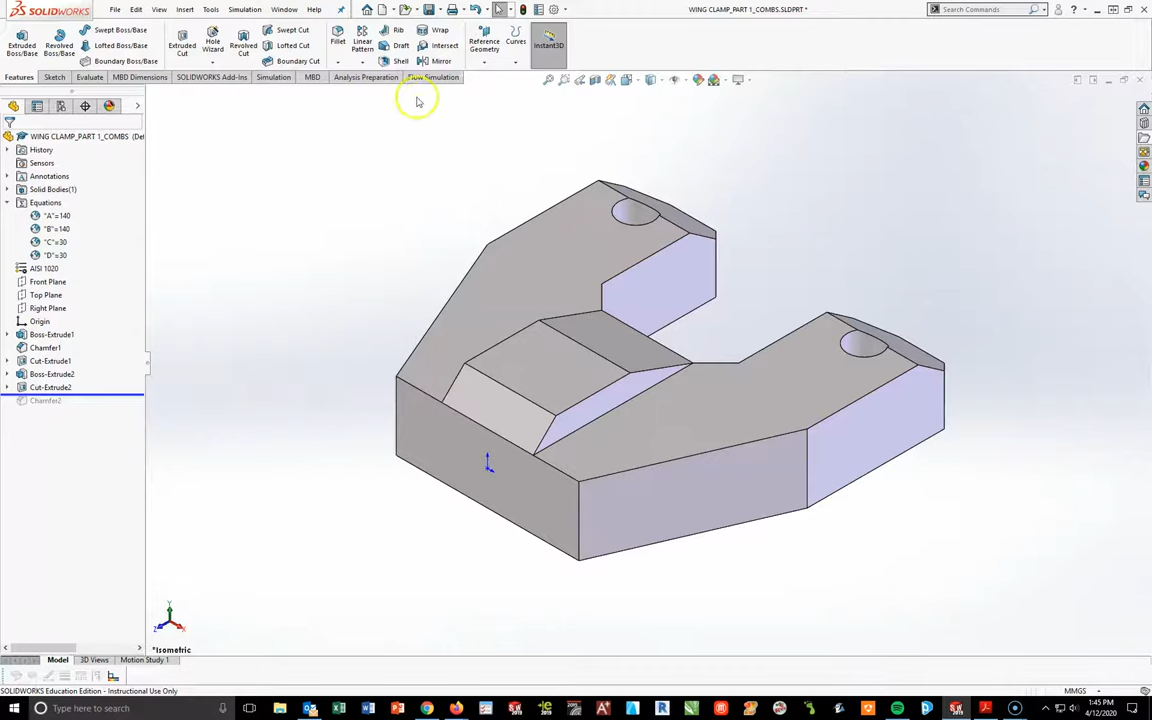 SOLIDWORKS
File Edit View Insert Tools Simulation Window Help
WING CLAMP_PART 1_COMBS.SLDPRT *
Search Commands
Extruded Boss/Base
Revolved Boss/Base
Swept Boss/Base
Lofted Boss/Base
Boundary Boss/Base
Extruded Cut
Hole Wizard
Revolved Cut
Swept Cut
Lofted Cut
Boundary Cut
Fillet
Linear Pattern
Rib
Draft
Shell
Wrap
Intersect
Mirror
Reference Geometry
Curves
Instant3D
Features Sketch Evaluate MBD Dimensions SOLIDWORKS Add-Ins Simulation MBD Analysis Preparation Flow Simulation
WING CLAMP_PART 1_COMBS (De
History
Sensors
Annotations
Solid Bodies(1)
Equations
"A"=140
"B"=140
"C"=30
"D"=30
AISI 1020
Front Plane
Top Plane
Right Plane
Origin
Boss-Extrude1
Chamfer1
Cut-Extrude1
Boss-Extrude2
Cut-Extrude2
Chamfer2
*Isometric
Model 3D Views Motion Study 1
SOLIDWORKS Education Edition - Instructional Use Only
MMGS
Type here to search
1:45 PM
4/12/2020